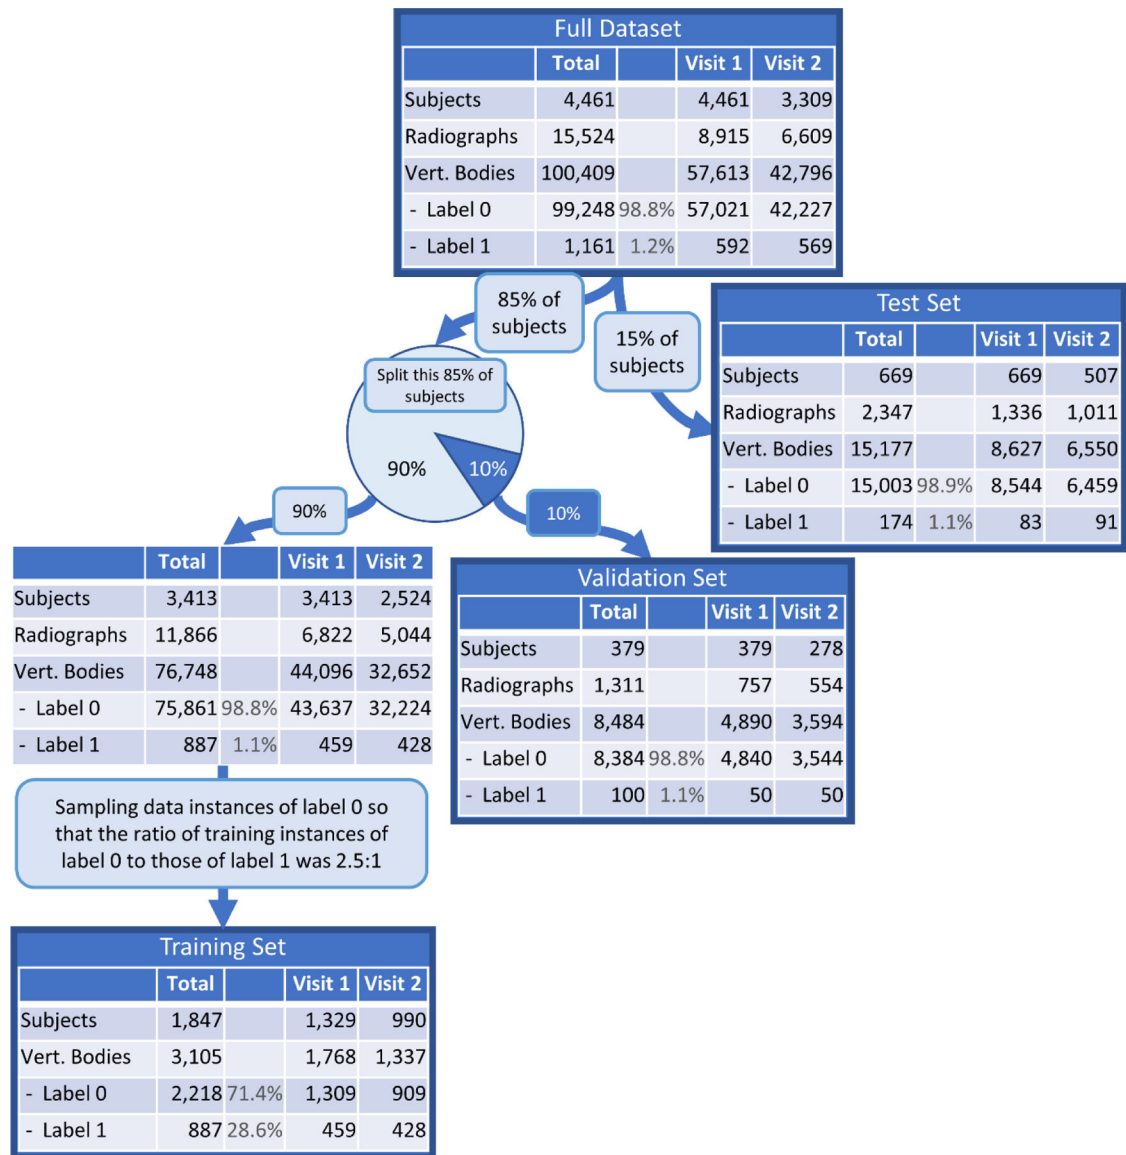 Full Dataset
Total Visit 1 Visit 2
Subjects 4,461 4,461 3,309
Radiographs 15,524 8,915 6,609
Vert. Bodies 100,409 57,613 42,796
- Label 0 99,248 98.8% 57,021 42,227
- Label 1 1,161 1.2% 592 569
85% of
subjects
15% of
subjects
Split this 85% of
subjects
90%
10%
90%
10%
Test Set
Total Visit 1 Visit 2
Subjects 669 669 507
Radiographs 2,347 1,336 1,011
Vert. Bodies 15,177 8,627 6,550
- Label 0 15,003 98.9% 8,544 6,459
- Label 1 174 1.1% 83 91
Total Visit 1 Visit 2
Subjects 3,413 3,413 2,524
Radiographs 11,866 6,822 5,044
Vert. Bodies 76,748 44,096 32,652
- Label 0 75,861 98.8% 43,637 32,224
- Label 1 887 1.1% 459 428
Validation Set
Total Visit 1 Visit 2
Subjects 379 379 278
Radiographs 1,311 757 554
Vert. Bodies 8,484 4,890 3,594
- Label 0 8,384 98.8% 4,840 3,544
- Label 1 100 1.1% 50 50
Sampling data instances of label 0 so
that the ratio of training instances of
label 0 to those of label 1 was 2.5:1
Training Set
Total Visit 1 Visit 2
Subjects 1,847 1,329 990
Vert. Bodies 3,105 1,768 1,337
- Label 0 2,218 71.4% 1,309 909
- Label 1 887 28.6% 459 428